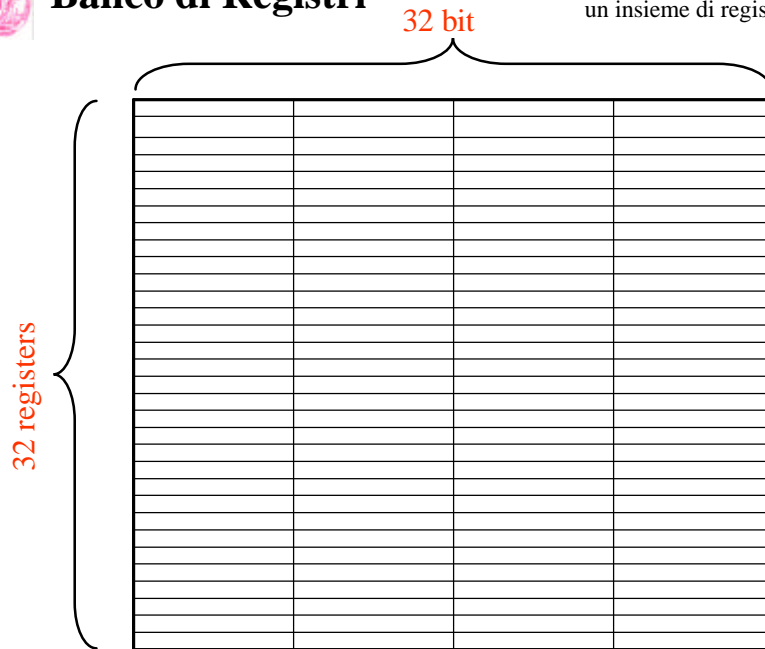 Banco di Registri
un insieme di regis
32 bit
32 registers